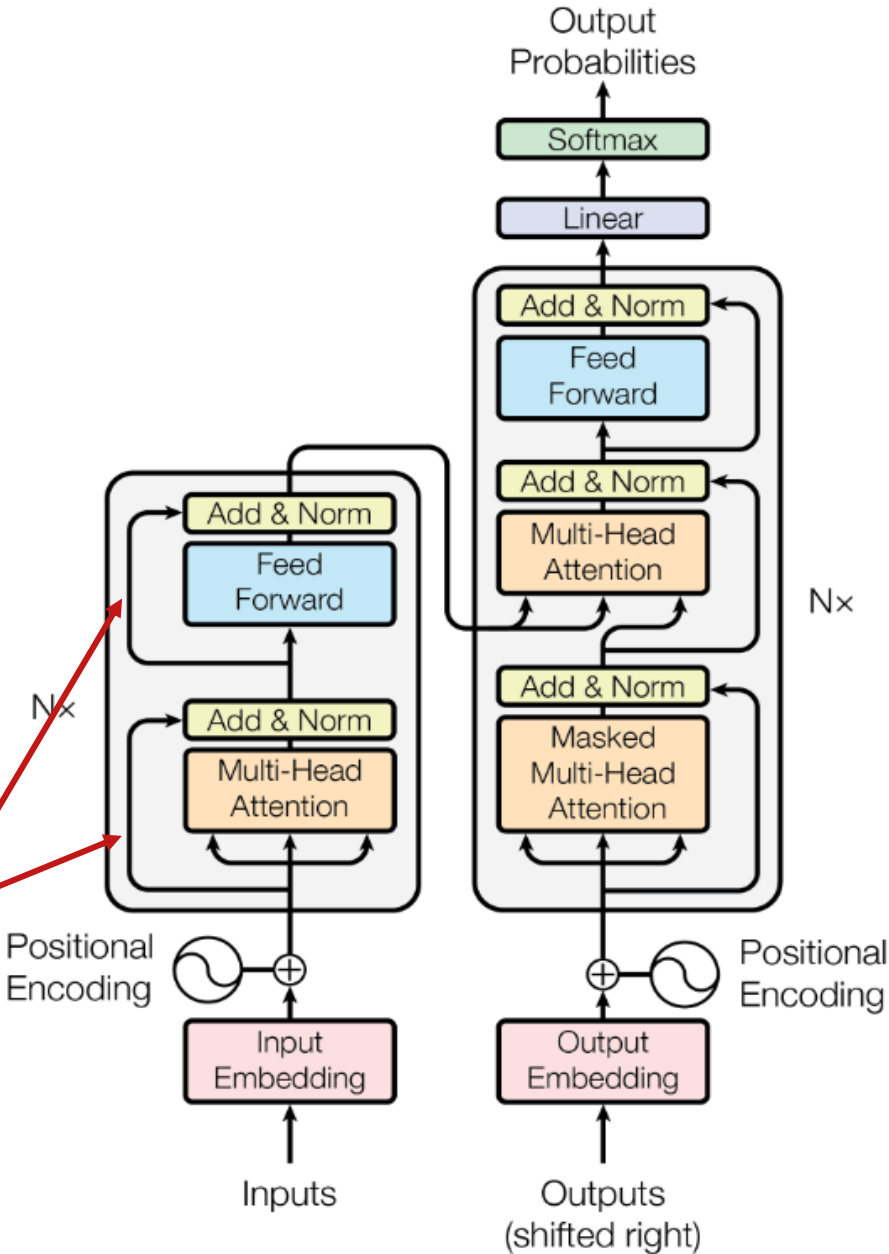 Output
Probabilities
Softmax
Linear
Add & Norm
Feed
Forward
Add & Norm
Multi-Head
Attention
N×
Add & Norm
Masked
Multi-Head
Attention
Add & Norm
Feed
Forward
N×
Add & Norm
Multi-Head
Attention
Positional
Encoding
Positional
Encoding
Input
Embedding
Output
Embedding
Inputs
Outputs
(shifted right)